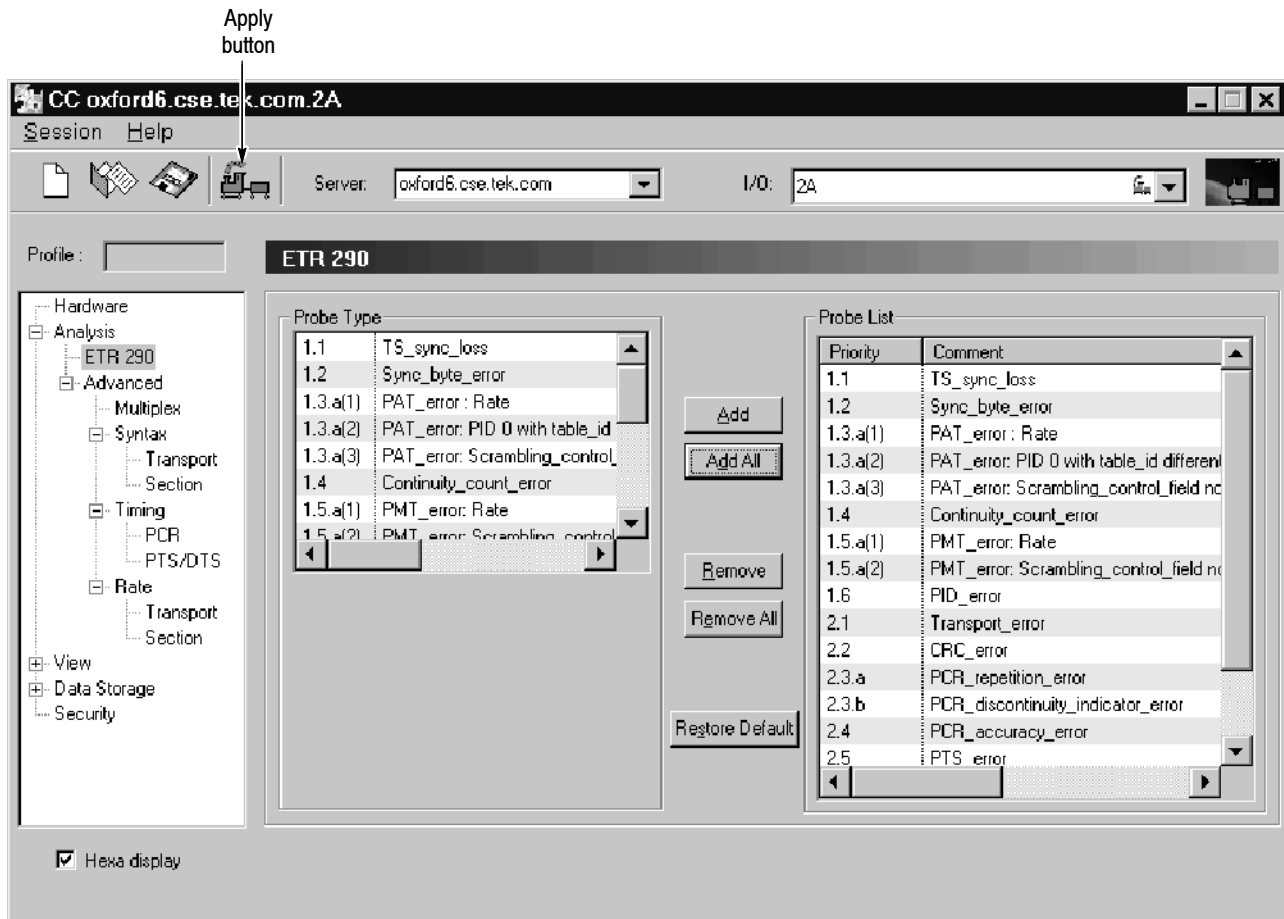 Apply
button
CC oxford6.cse.tek.com.2A
Session Help
Server: oxford6.cse.tek.com I/O: 2A
Profile :
ETR 290
Hardware
Analysis
ETR 290
Advanced
Multiplex
Syntax
Transport
Section
Timing
PCR
PTS/DTS
Rate
Transport
Section
View
Data Storage
Security
Probe Type
1.1 TS_sync_loss
1.2 Sync_byte_error
1.3.a(1) PAT_error : Rate
1.3.a(2) PAT_error: PID 0 with table_id
1.3.a(3) PAT_error: Scrambling_control_
1.4 Continuity_count_error
1.5.a(1) PMT_error: Rate
1.5.a(2) PMT_error: Scrambling_control
Add
Add All
Remove
Remove All
Restore Default
Probe List
Priority Comment
1.1 TS_sync_loss
1.2 Sync_byte_error
1.3.a(1) PAT_error : Rate
1.3.a(2) PAT_error: PID 0 with table_id different
1.3.a(3) PAT_error: Scrambling_control_field no
1.4 Continuity_count_error
1.5.a(1) PMT_error: Rate
1.5.a(2) PMT_error: Scrambling_control_field no
1.6 PID_error
2.1 Transport_error
2.2 CRC_error
2.3.a PCR_repetition_error
2.3.b PCR_discontinuity_indicator_error
2.4 PCR_accuracy_error
2.5 PTS_error
Hexa display